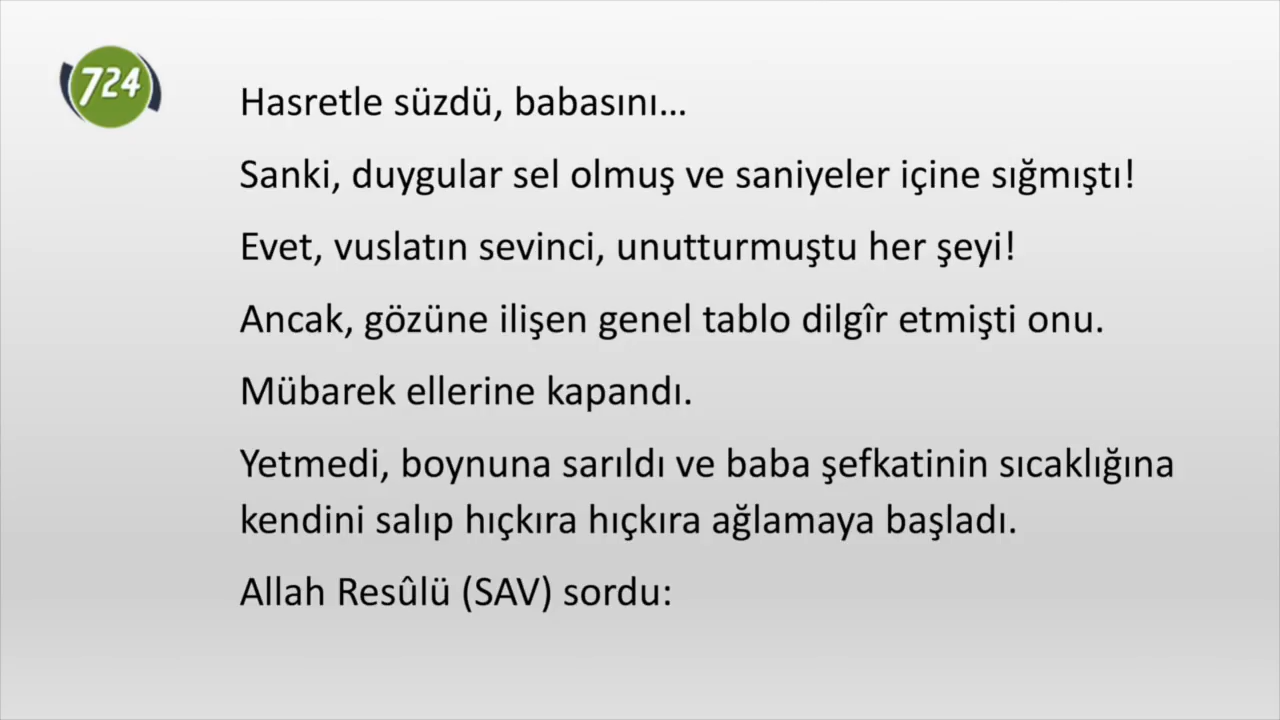 724
Hasretle süzdü, babasını…
Sanki, duygular sel olmuş ve saniyeler içine sığmıştı!
Evet, vuslatın sevinci, unutturmuştu her şeyi!
Ancak, gözüne ilişen genel tablo dilgîr etmişti onu.
Mübarek ellerine kapandı.
Yetmedi, boynuna sarıldı ve baba şefkatinin sıcaklığına
kendini salıp hıçkıra hıçkıra ağlamaya başladı.
Allah Resûlü (SAV) sordu: